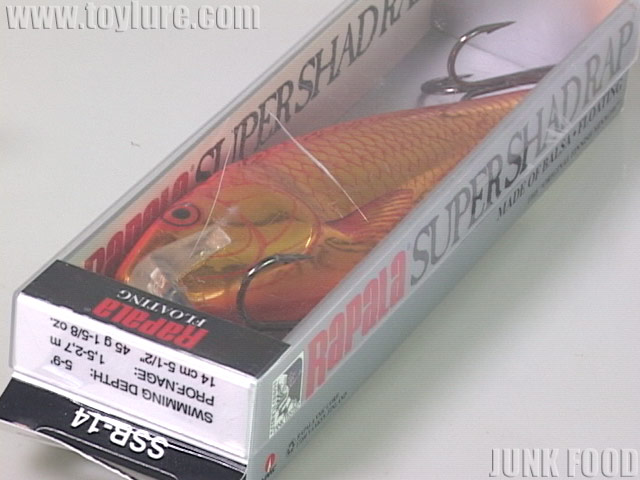 www.toylure.com
RAPALA SUPER SHAD RAP
RAPALA SUPER SHAD RAP
MADE OF BALSA • FLOATING
RAPALA
FLOATING
14 cm 5-1/2" 45 g 1-5/8 oz.
PROF.NAGE: 1,5-2,7 m
SWIMMING DEPTH: 5-9'
SSR-14
JUNK FOOD